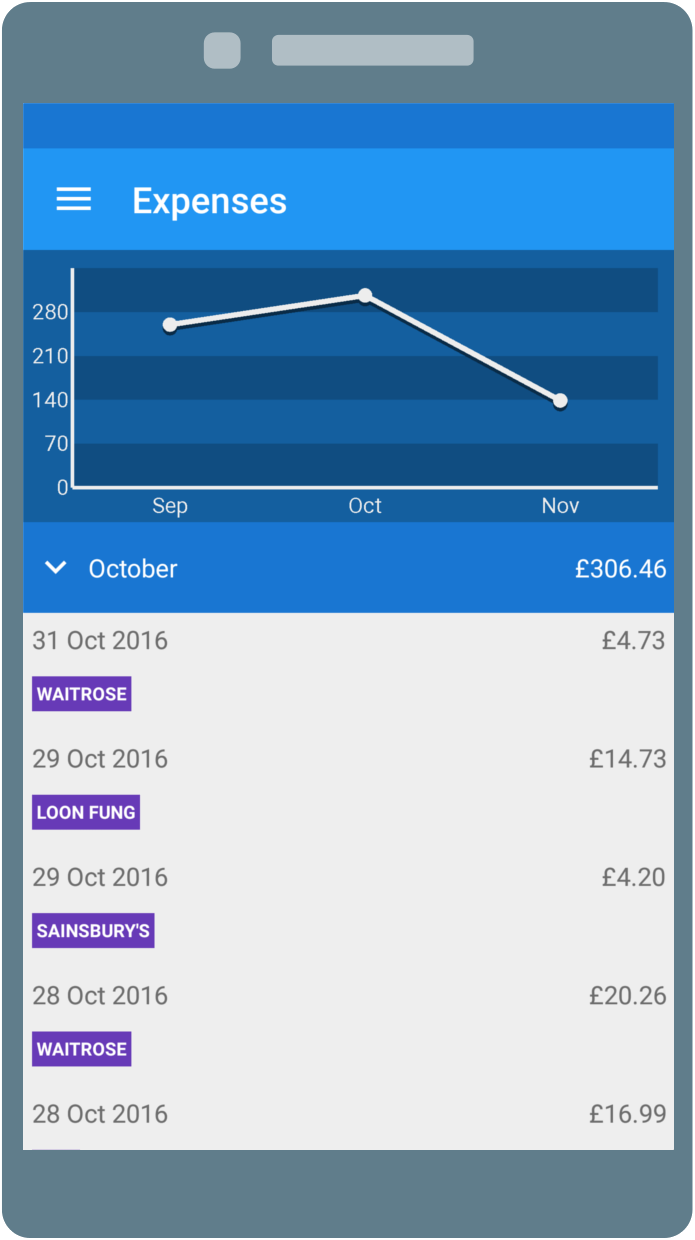 Expenses
280
210
140
70
0
Sep Oct Nov
October £306.46
31 Oct 2016 £4.73
WAITROSE
29 Oct 2016 £14.73
LOON FUNG
29 Oct 2016 £4.20
SAINSBURY'S
28 Oct 2016 £20.26
WAITROSE
28 Oct 2016 £16.99